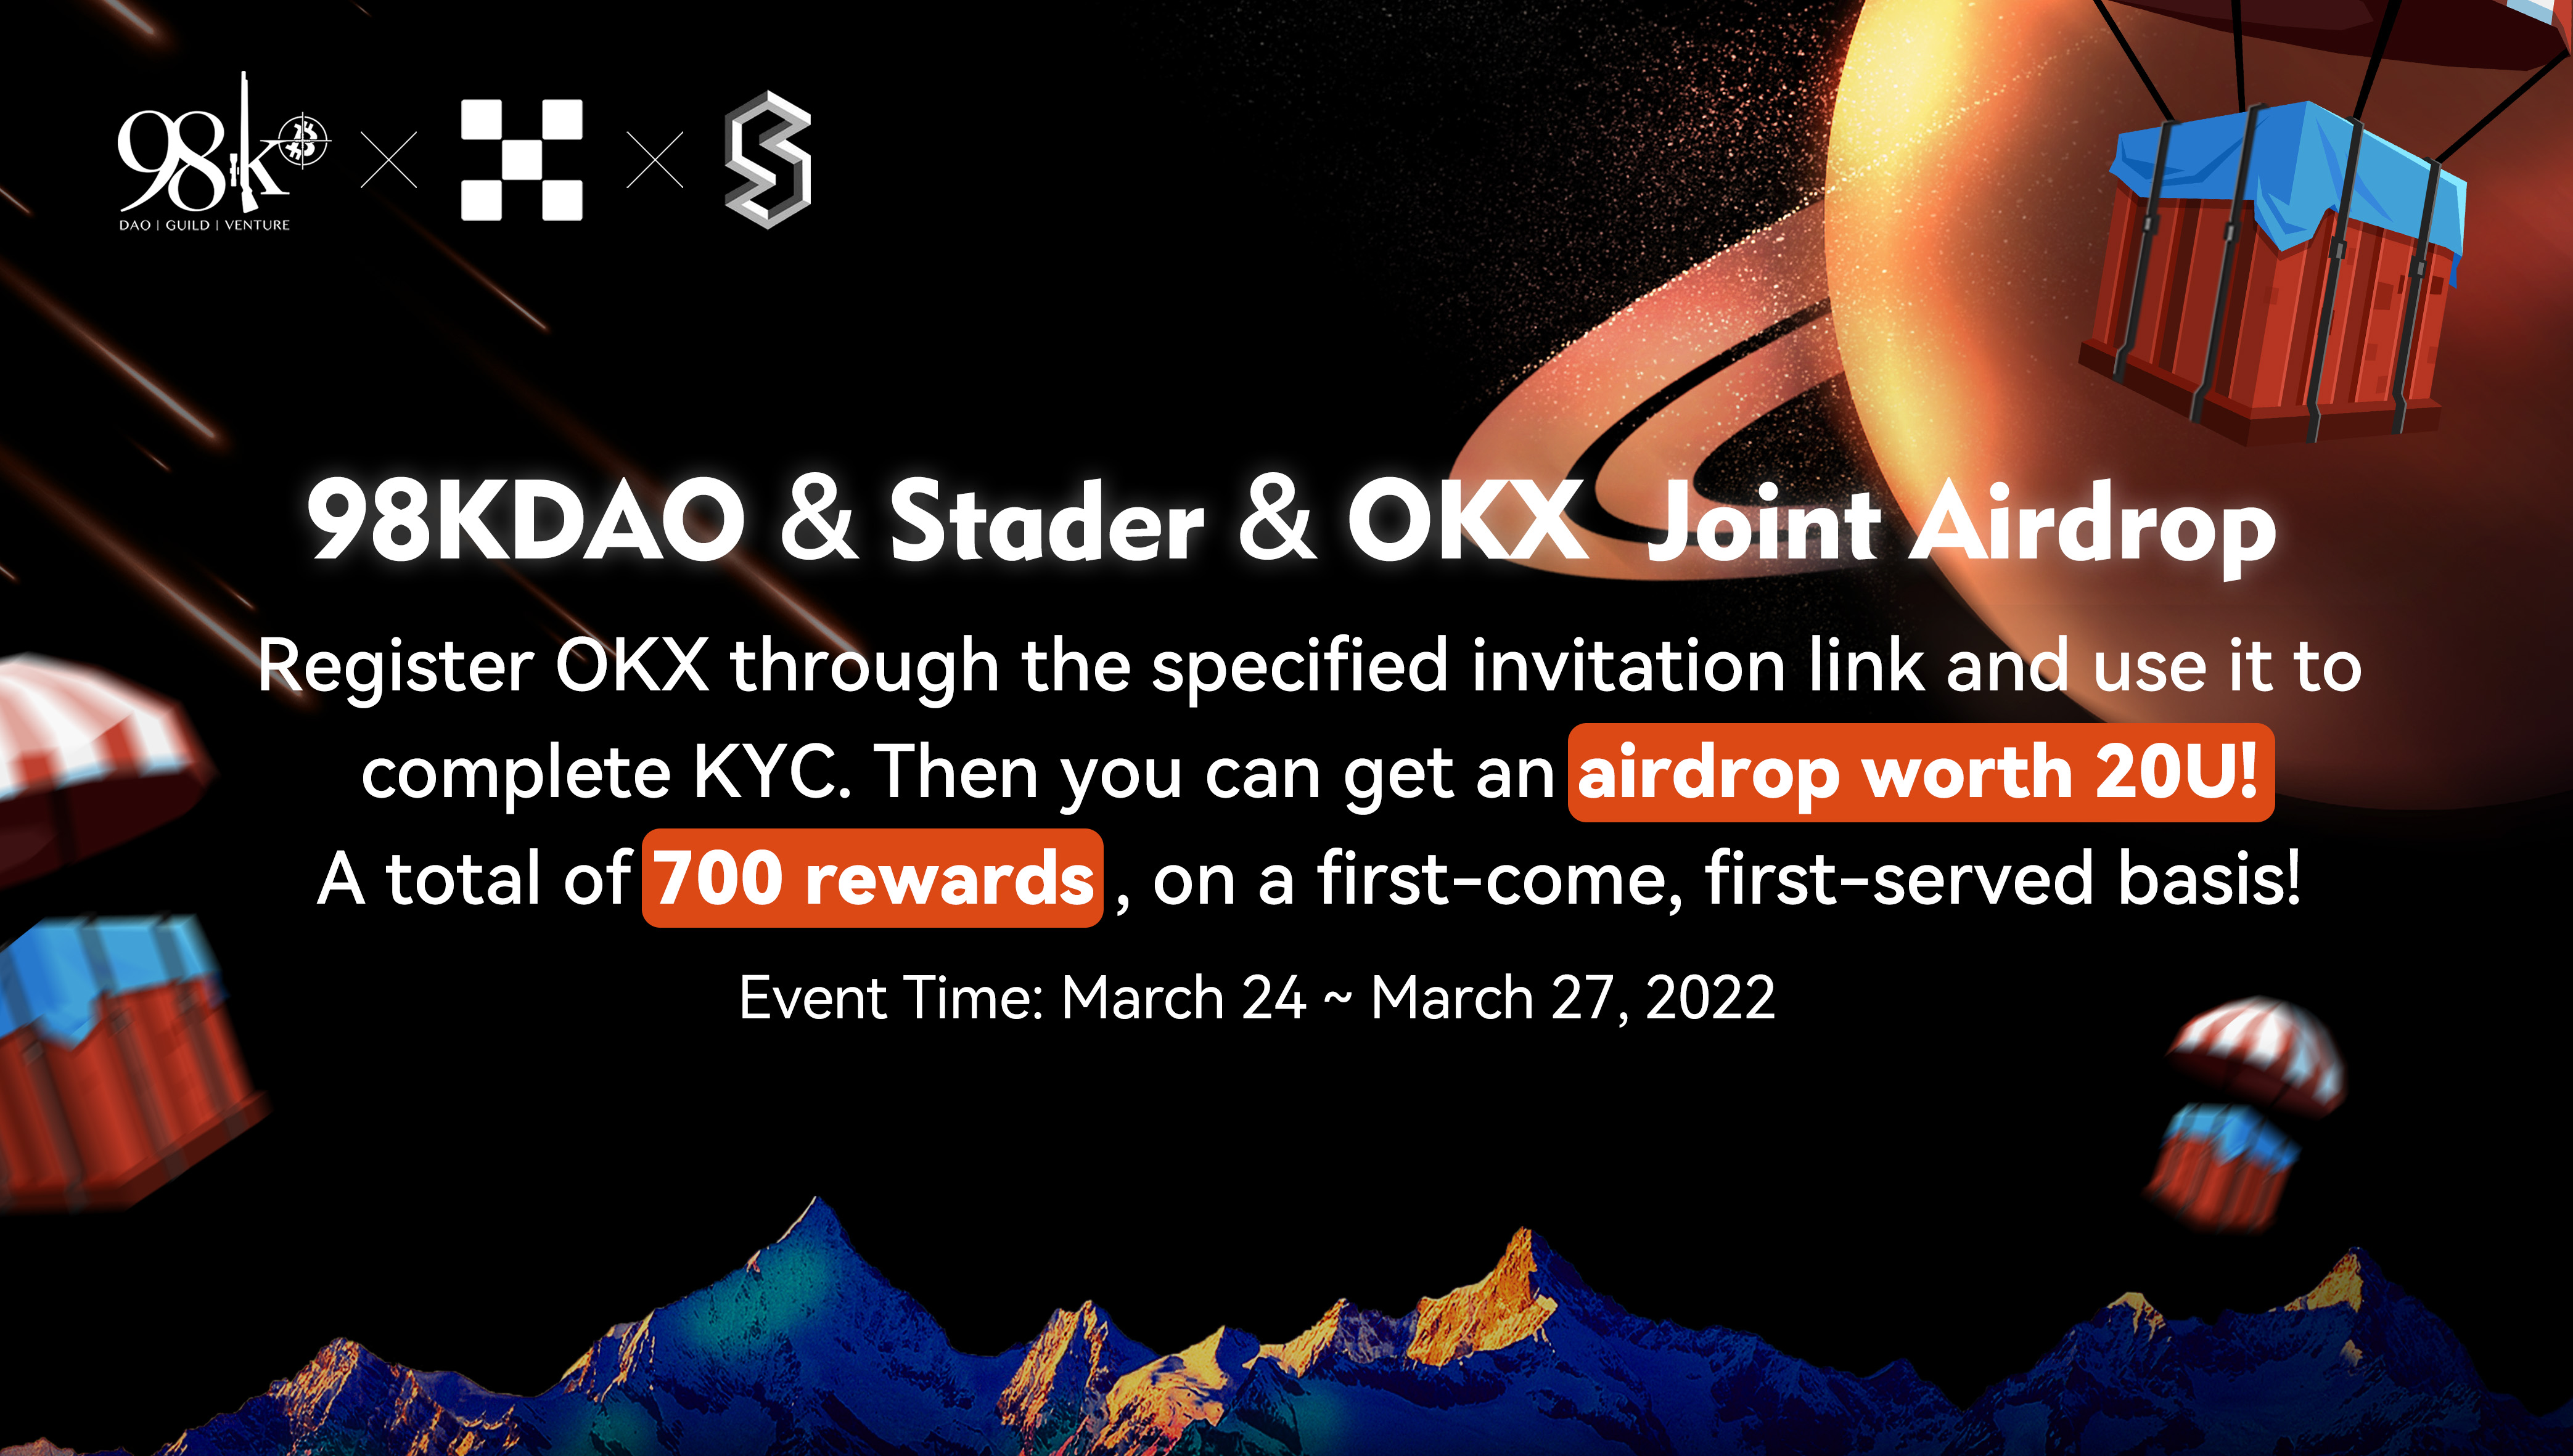 98k
DAO | GUILD | VENTURE
98KDAO & Stader & OKX Joint Airdrop
Register OKX through the specified invitation link and use it to
complete KYC. Then you can get an airdrop worth 20U!
A total of 700 rewards , on a first-come, first-served basis!
Event Time: March 24 ~ March 27, 2022